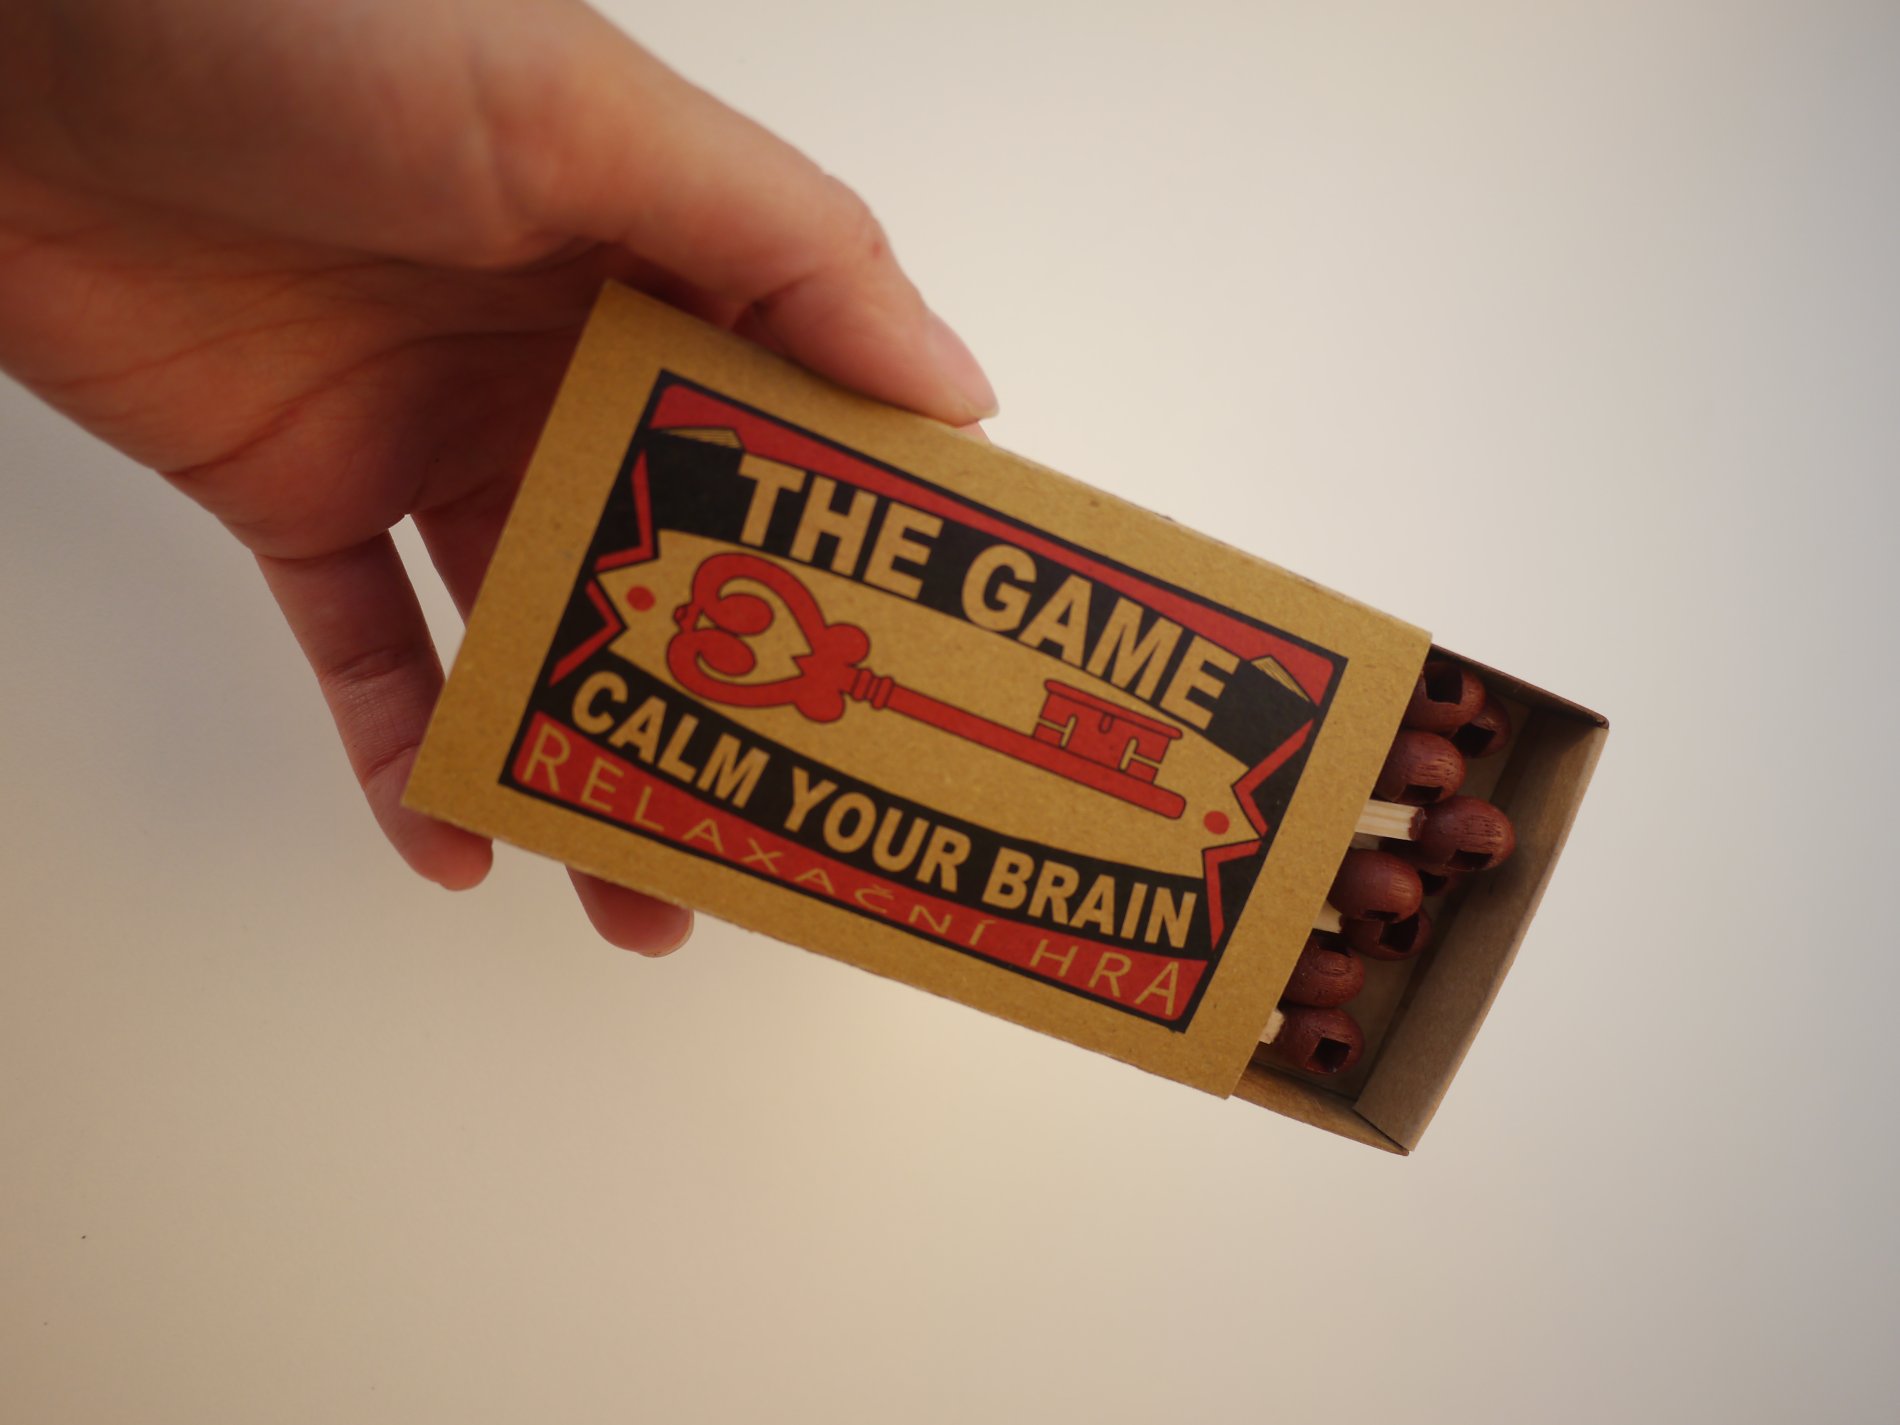 THE GAME
CALM YOUR BRAIN
RELAXAČNÍ HRA